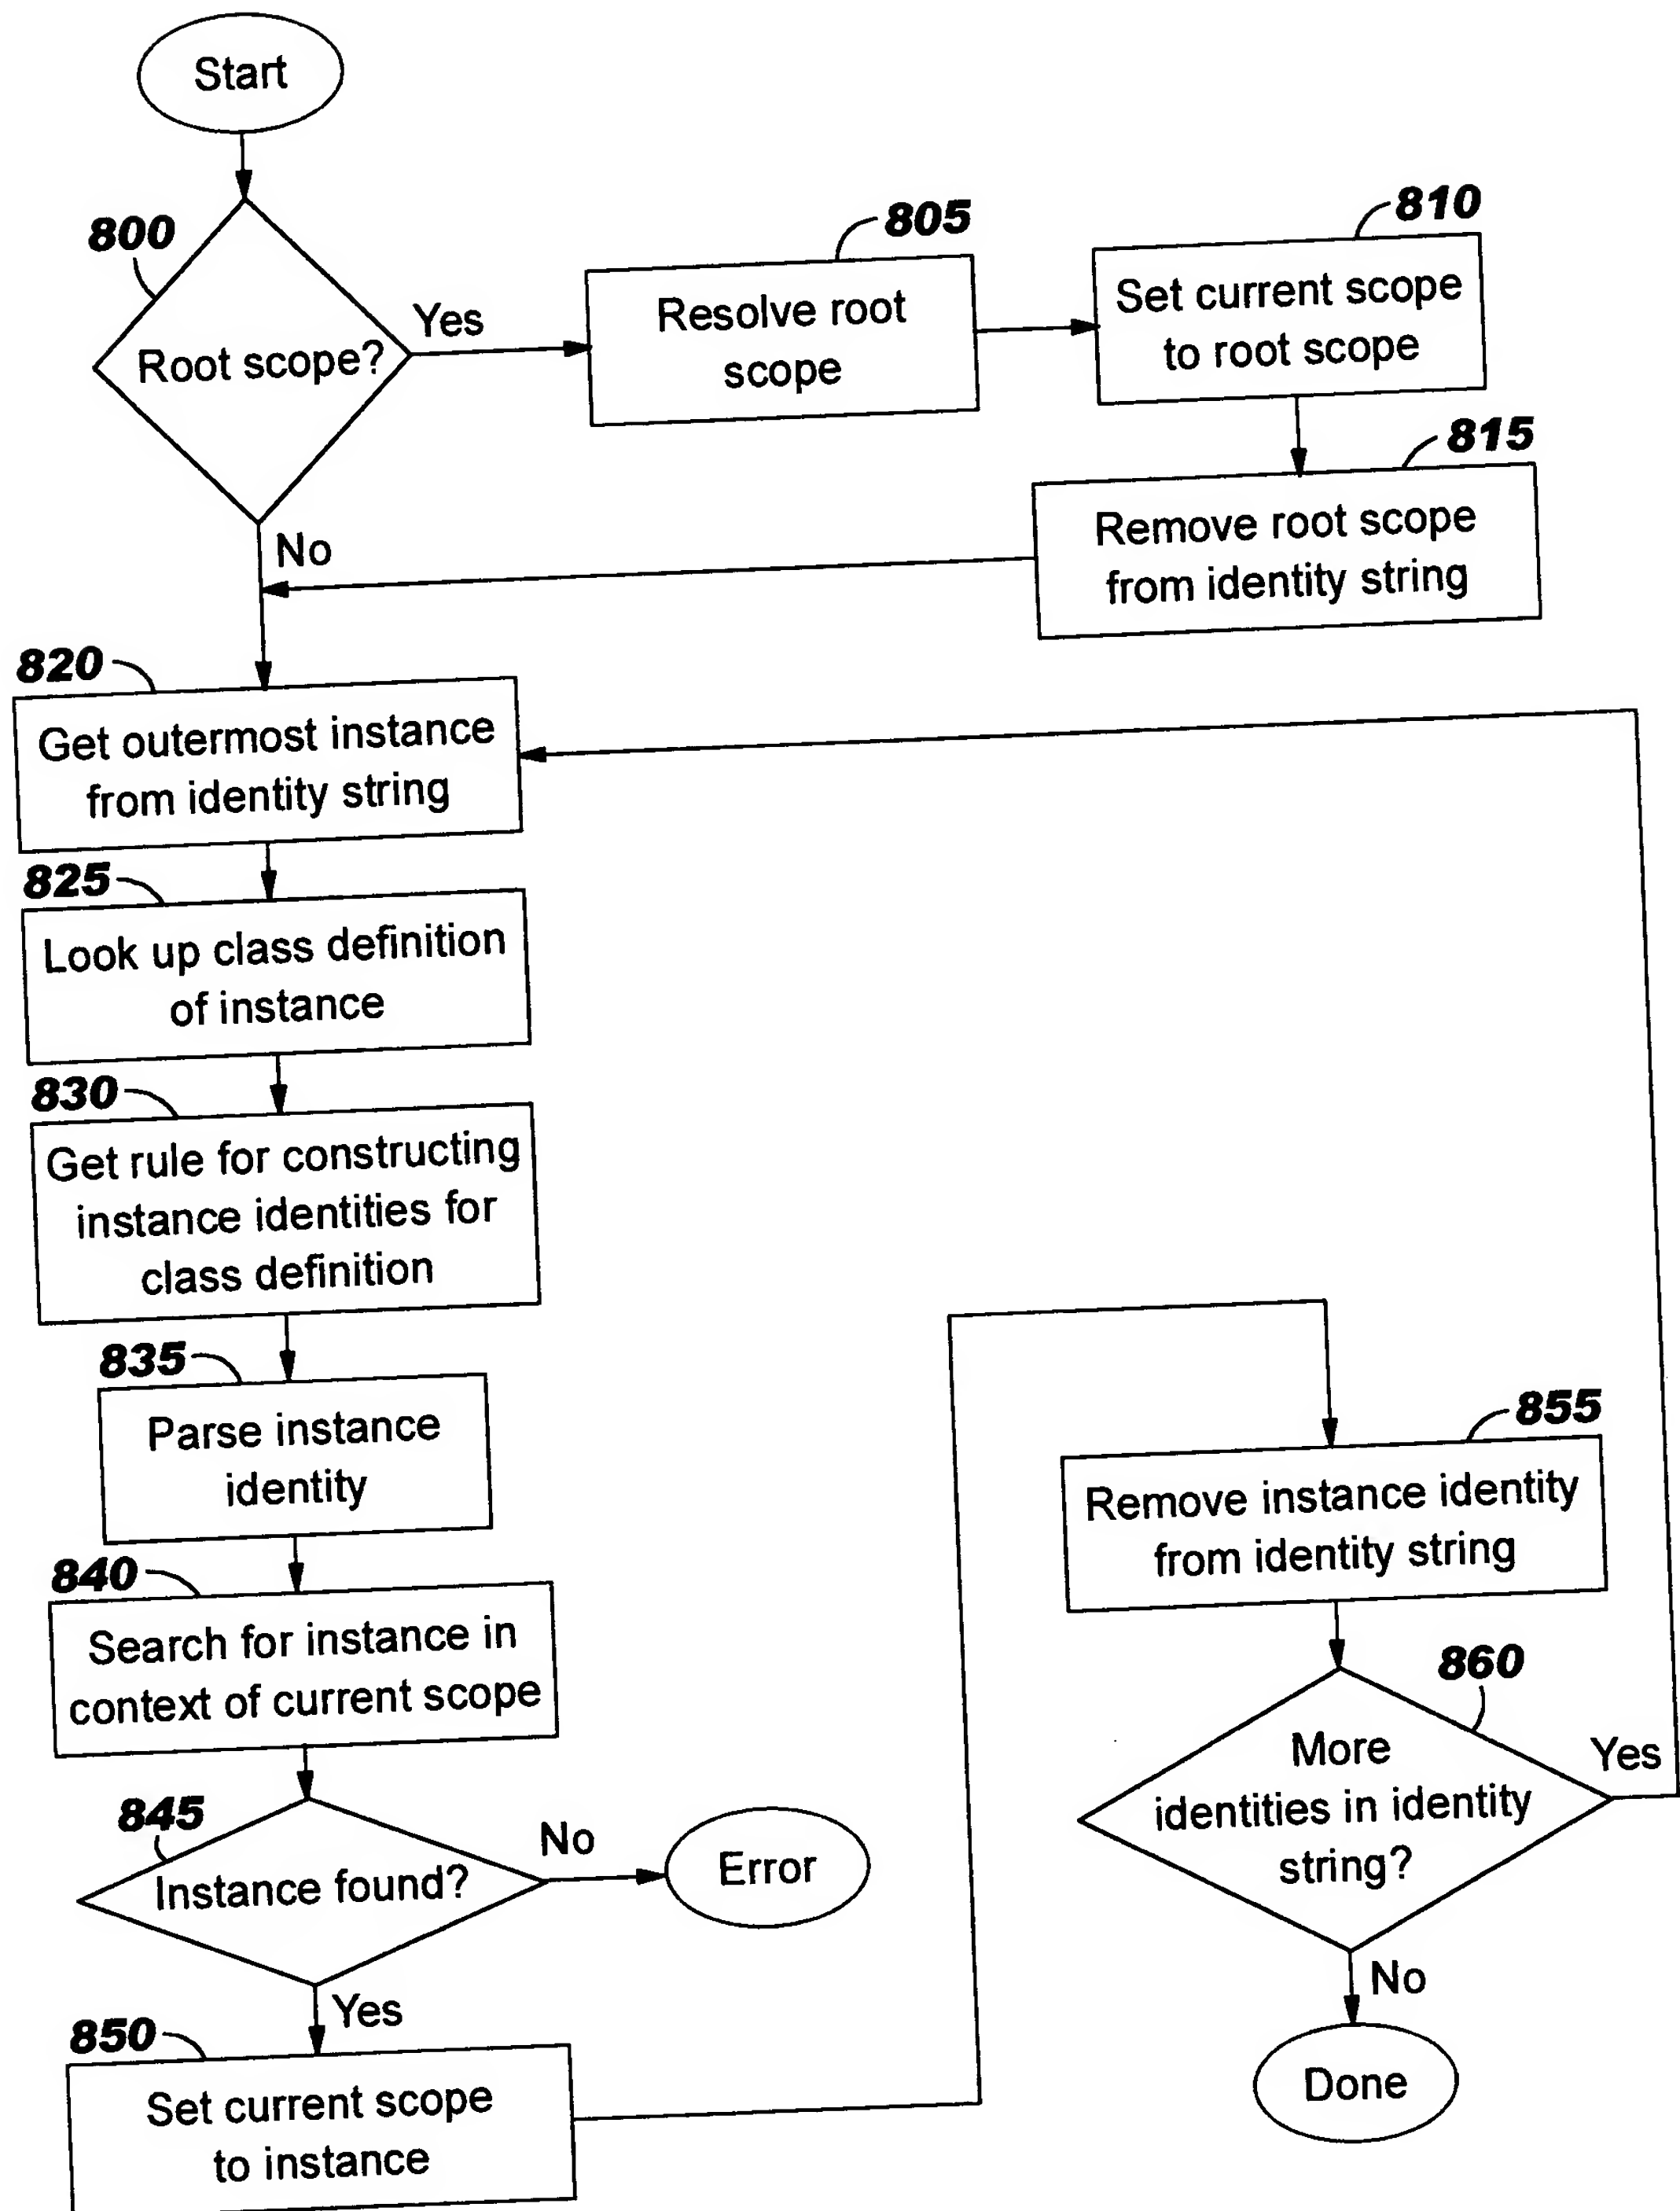 Start
800
Root scope?
Yes
805
Resolve root
scope
810
Set current scope
to root scope
815
Remove root scope
from identity string
No
820
Get outermost instance
from identity string
825
Look up class definition
of instance
830
Get rule for constructing
instance identities for
class definition
835
Parse instance
identity
840
Search for instance in
context of current scope
845
Instance found?
No
Error
Yes
850
Set current scope
to instance
855
Remove instance identity
from identity string
860
More
identities in identity
string?
Yes
No
Done